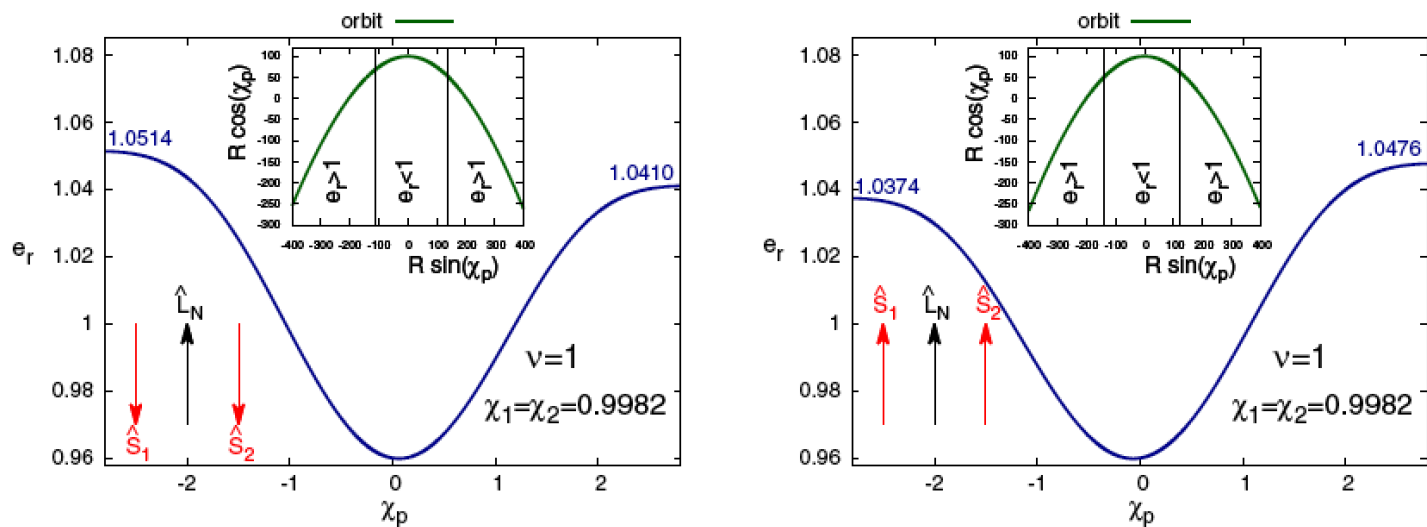 orbit
1.08
1.06
1.04
1.02
1
0.98
0.96
e_r
1.0514
1.0410
100
50
0
-50
-100
-150
-200
-250
-300
R cos(χ_p)
e_r>1
e_r<1
e_r>1
-400 -300 -200 -100 0 100 200 300 400
R sin(χ_p)
L̂_N
Ŝ_1
Ŝ_2
ν=1
χ_1=χ_2=0.9982
-2 -1 0 1 2
χ_p
orbit
1.08
1.06
1.04
1.02
1
0.98
0.96
e_r
1.0374
1.0476
100
50
0
-50
-100
-150
-200
-250
-300
R cos(χ_p)
e_r>1
e_r<1
e_r>1
-400 -300 -200 -100 0 100 200 300 400
R sin(χ_p)
Ŝ_1
L̂_N
Ŝ_2
ν=1
χ_1=χ_2=0.9982
-2 -1 0 1 2
χ_p